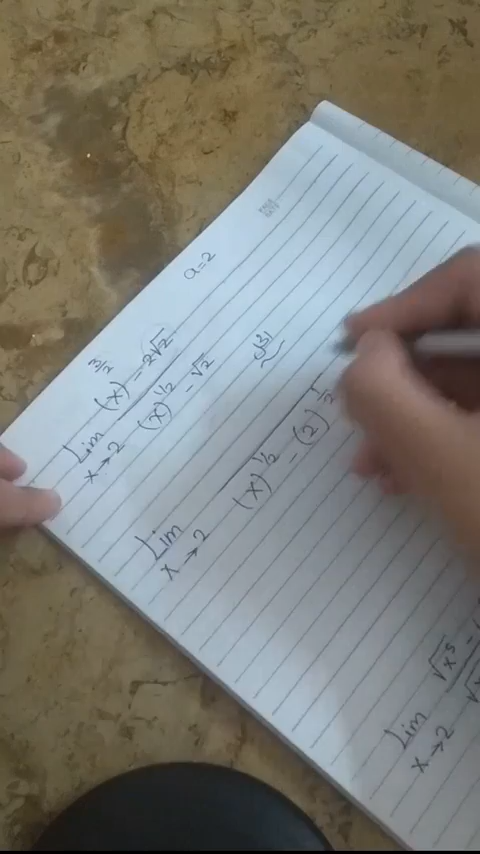 Lim x→2 (x)^3/2 - 2√2 / (x)^1/2 - √2 a=2
Lim x→2 (x)^1/2 - (2)^1/2
Lim x→2 √x^5